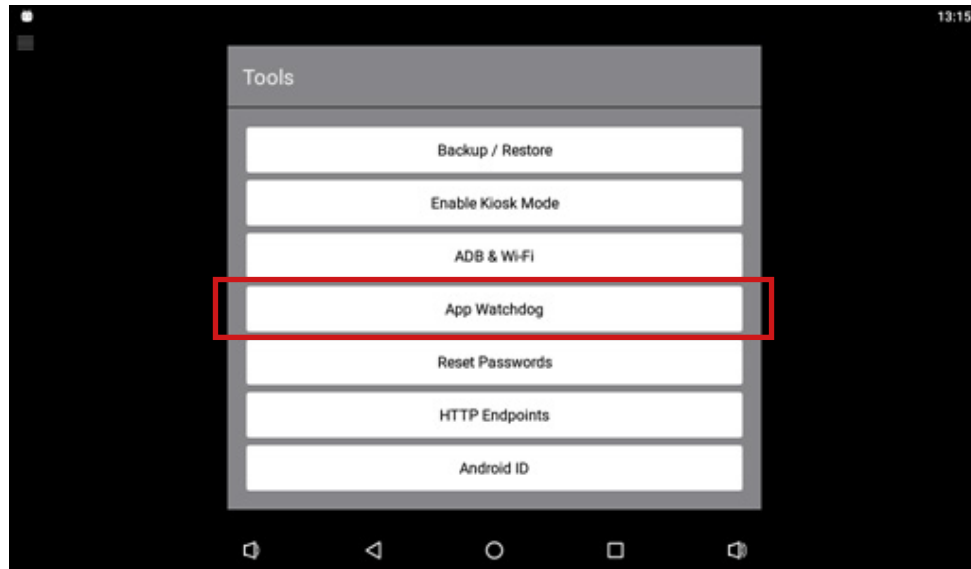 13:15
Tools
Backup / Restore
Enable Kiosk Mode
ADB & Wi-Fi
App Watchdog
Reset Passwords
HTTP Endpoints
Android ID